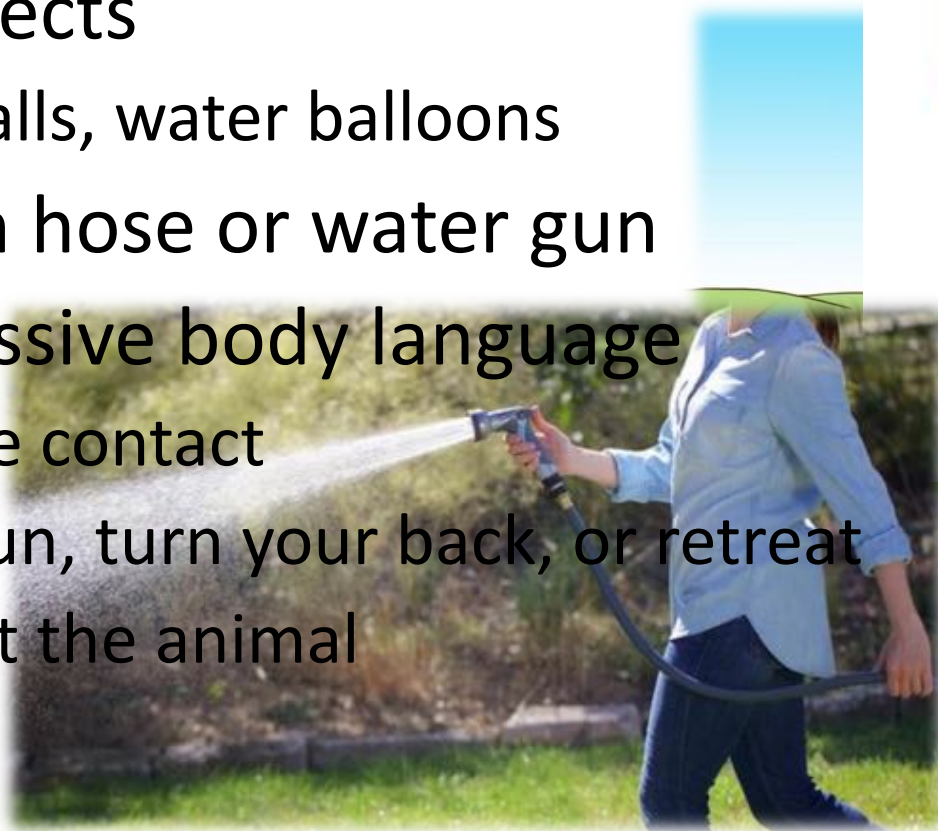 ects
alls, water balloons
hose or water gun
ssive body language
e contact
un, turn your back, or retreat
t the animal